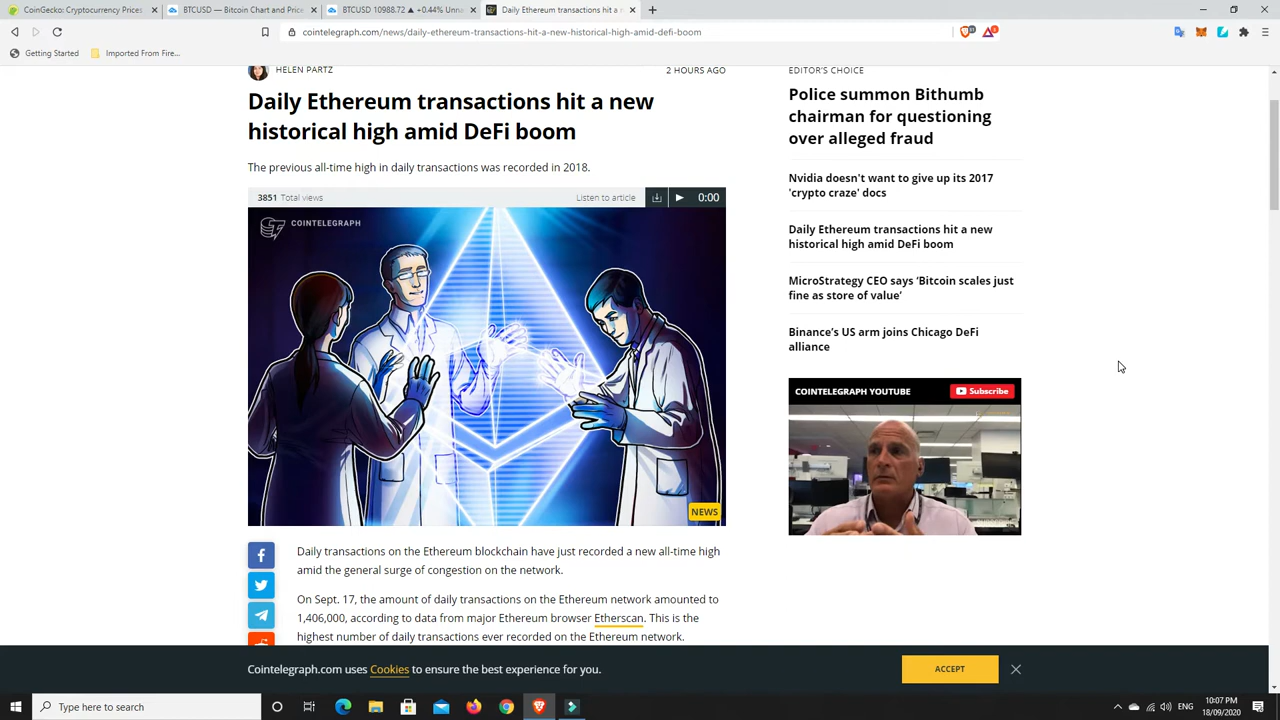 CoinGecko: Cryptocurrency Prices
BTCUSD — Bitcoin Chart and Price
BTCUSD 10988.72 ▲ +0.44% Unna
Daily Ethereum transactions hit a n
cointelegraph.com/news/daily-ethereum-transactions-hit-a-new-historical-high-amid-defi-boom
Getting Started
Imported From Fire...
HELEN PARTZ
2 HOURS AGO
Daily Ethereum transactions hit a new
historical high amid DeFi boom
The previous all-time high in daily transactions was recorded in 2018.
3851 Total views
Listen to article
0:00
COINTELEGRAPH
NEWS
Daily transactions on the Ethereum blockchain have just recorded a new all-time high
amid the general surge of congestion on the network.
On Sept. 17, the amount of daily transactions on the Ethereum network amounted to
1,406,000, according to data from major Ethereum browser Etherscan. This is the
highest number of daily transactions ever recorded on the Ethereum network.
EDITOR'S CHOICE
Police summon Bithumb
chairman for questioning
over alleged fraud
Nvidia doesn't want to give up its 2017
'crypto craze' docs
Daily Ethereum transactions hit a new
historical high amid DeFi boom
MicroStrategy CEO says ‘Bitcoin scales just
fine as store of value’
Binance’s US arm joins Chicago DeFi
alliance
COINTELEGRAPH YOUTUBE
Subscribe
Cointelegraph.com uses Cookies to ensure the best experience for you.
ACCEPT
Type here to search
ENG
10:07 PM
18/09/2020